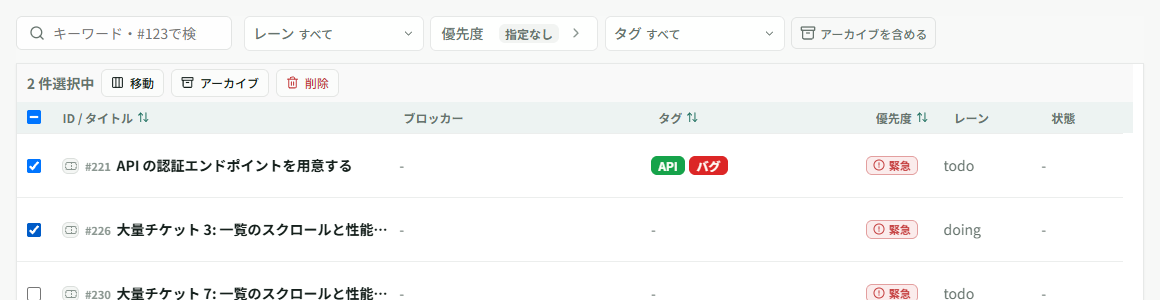 キーワード・#123で検 レーン すべて 優先度 指定なし タグ すべて アーカイブを含める
2 件選択中 移動 アーカイブ 削除
ID / タイトル ブロッカー タグ 優先度 レーン 状態
#221 API の認証エンドポイントを用意する - API バグ 緊急 todo -
#226 大量チケット 3: 一覧のスクロールと性能… - - 緊急 doing -
#230 大量チケット 7: 一覧のスクロールと性能… - - 緊急 todo -